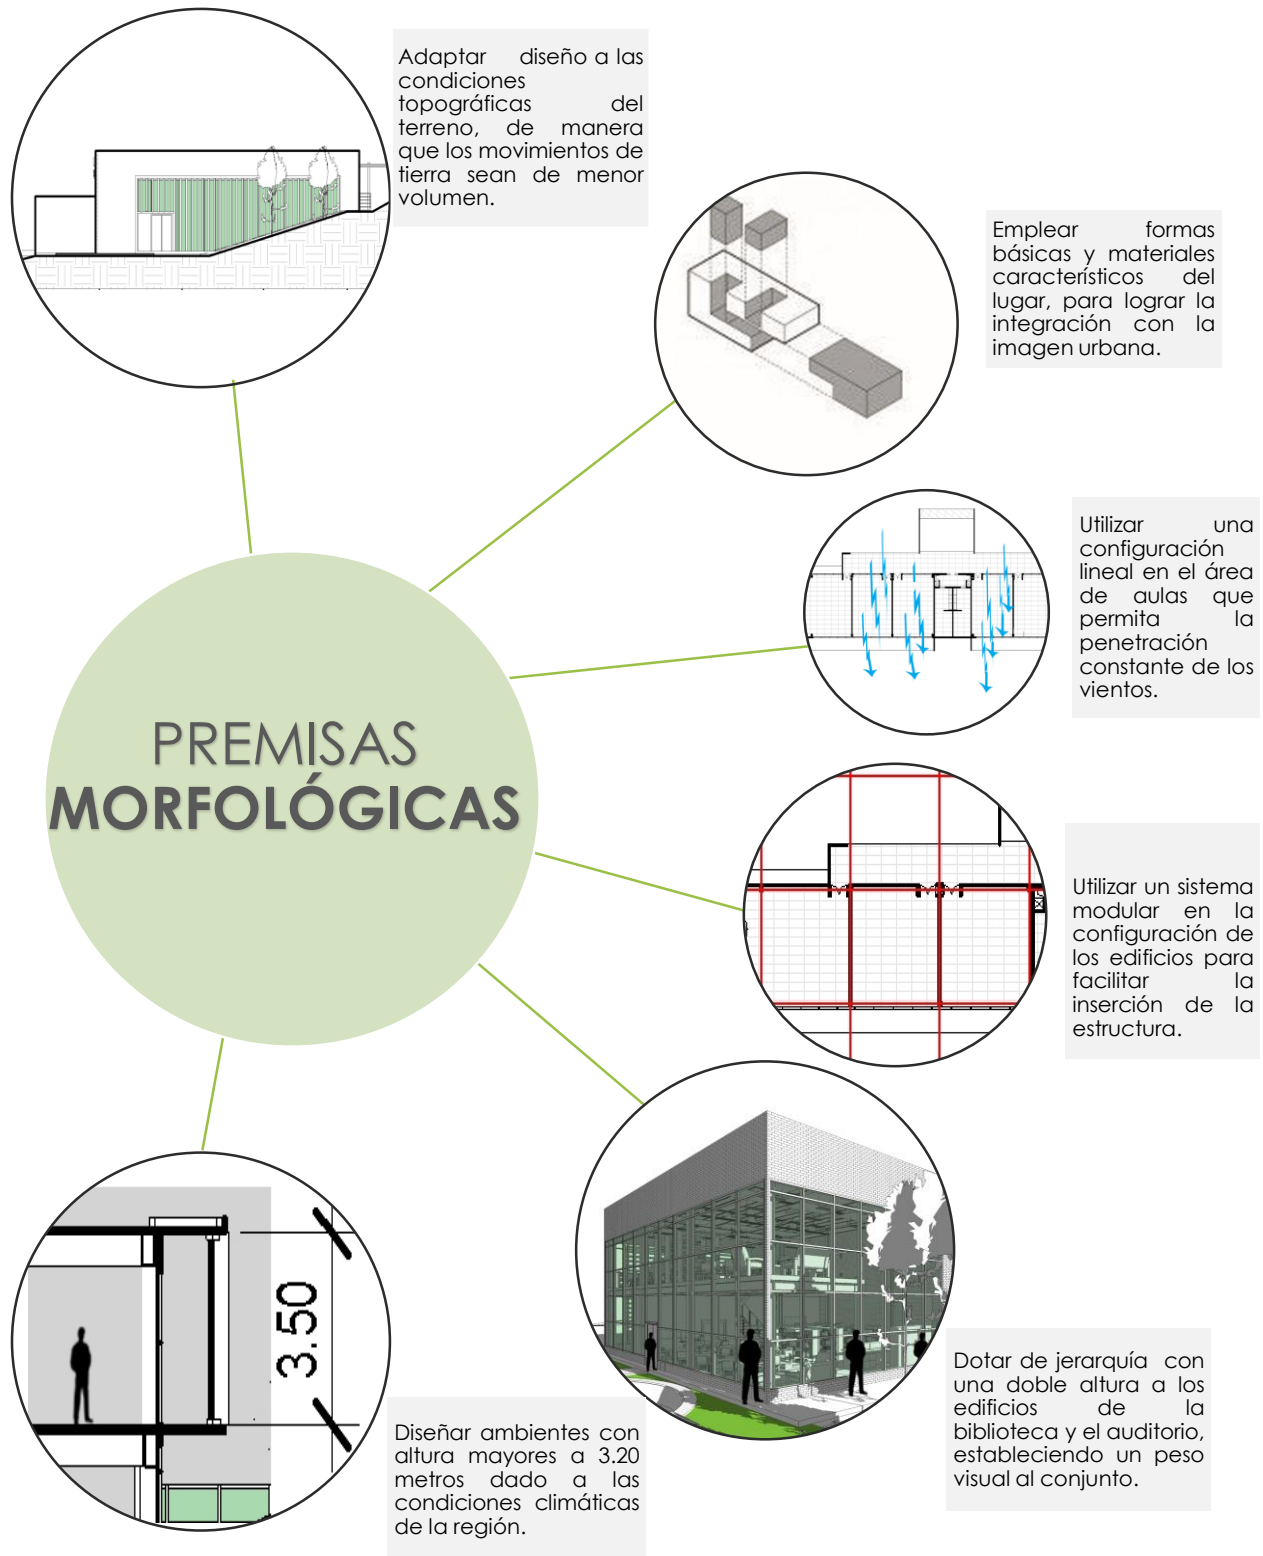 Adaptar diseño a las
condiciones
topográficas del
terreno, de manera
que los movimientos de
tierra sean de menor
volumen.
Emplear formas
básicas y materiales
característicos del
lugar, para lograr la
integración con la
imagen urbana.
Utilizar una
configuración
lineal en el área
de aulas que
permita la
penetración
constante de los
vientos.
PREMISAS
MORFOLÓGICAS
Utilizar un sistema
modular en la
configuración de
los edificios para
facilitar la
inserción de la
estructura.
3.50
Dotar de jerarquía con
una doble altura a los
edificios de la
biblioteca y el auditorio,
estableciendo un peso
visual al conjunto.
Diseñar ambientes con
altura mayores a 3.20
metros dado a las
condiciones climáticas
de la región.